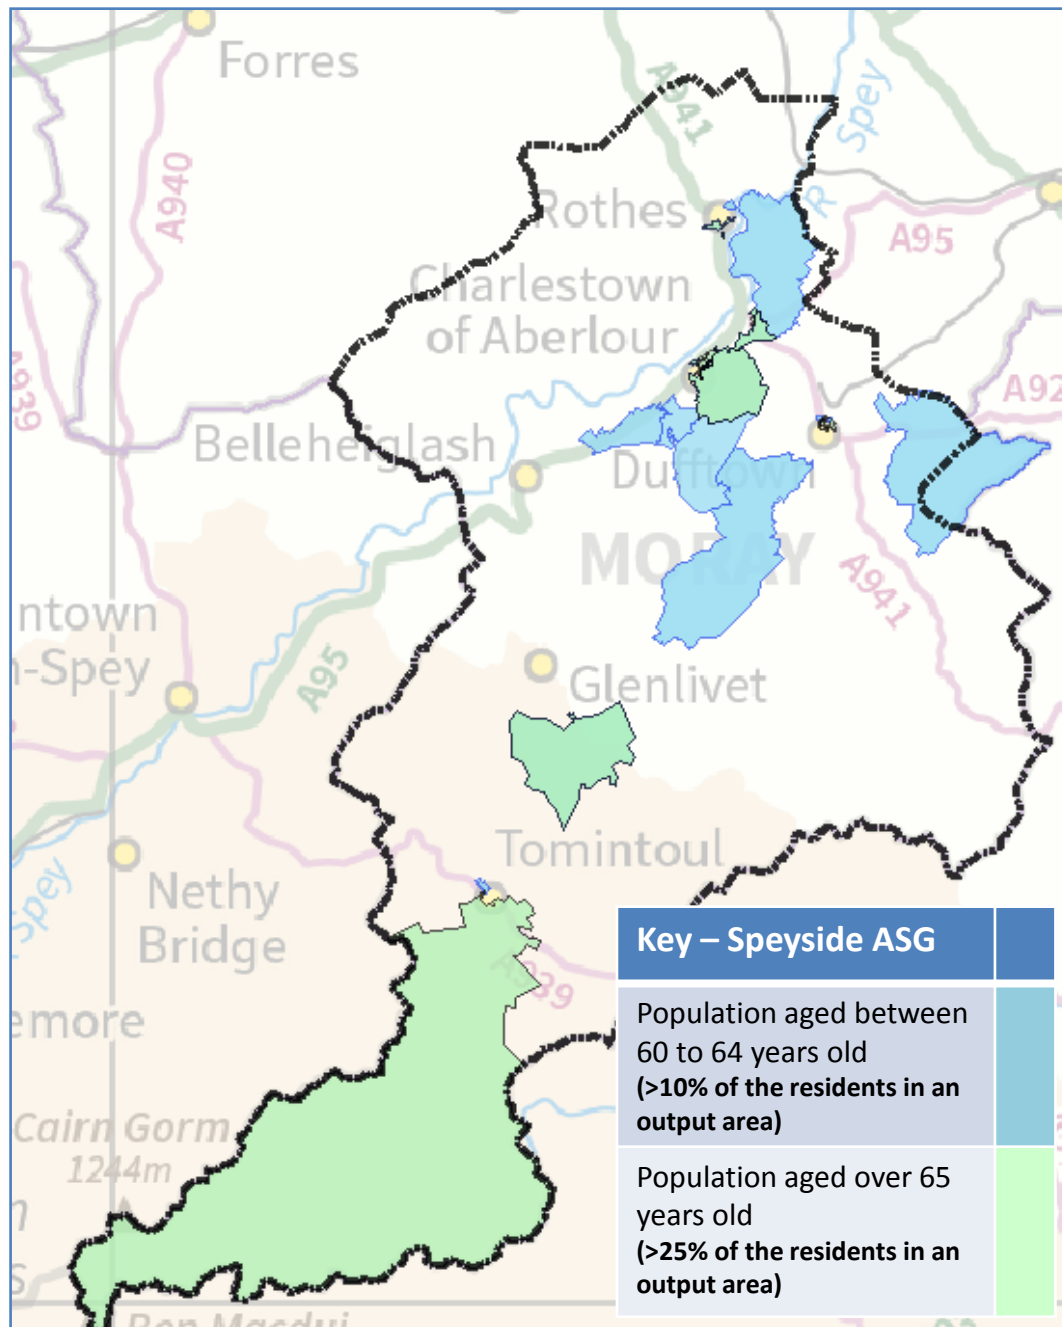 Forres
A941
Spey
A940
Rothes
R
A95
Charlestown
of Aberlour
A939
A92
Belleheiglash
Dufftown
MORAY
A941
ntown
n-Spey
A95
Glenlivet
Tomintoul
Nethy
Bridge
Spey
A939
emore
Cairn Gorm
1244m
n
s
Ben Macdui
Key – Speyside ASG
Population aged between
60 to 64 years old
(>10% of the residents in an
output area)
Population aged over 65
years old
(>25% of the residents in an
output area)